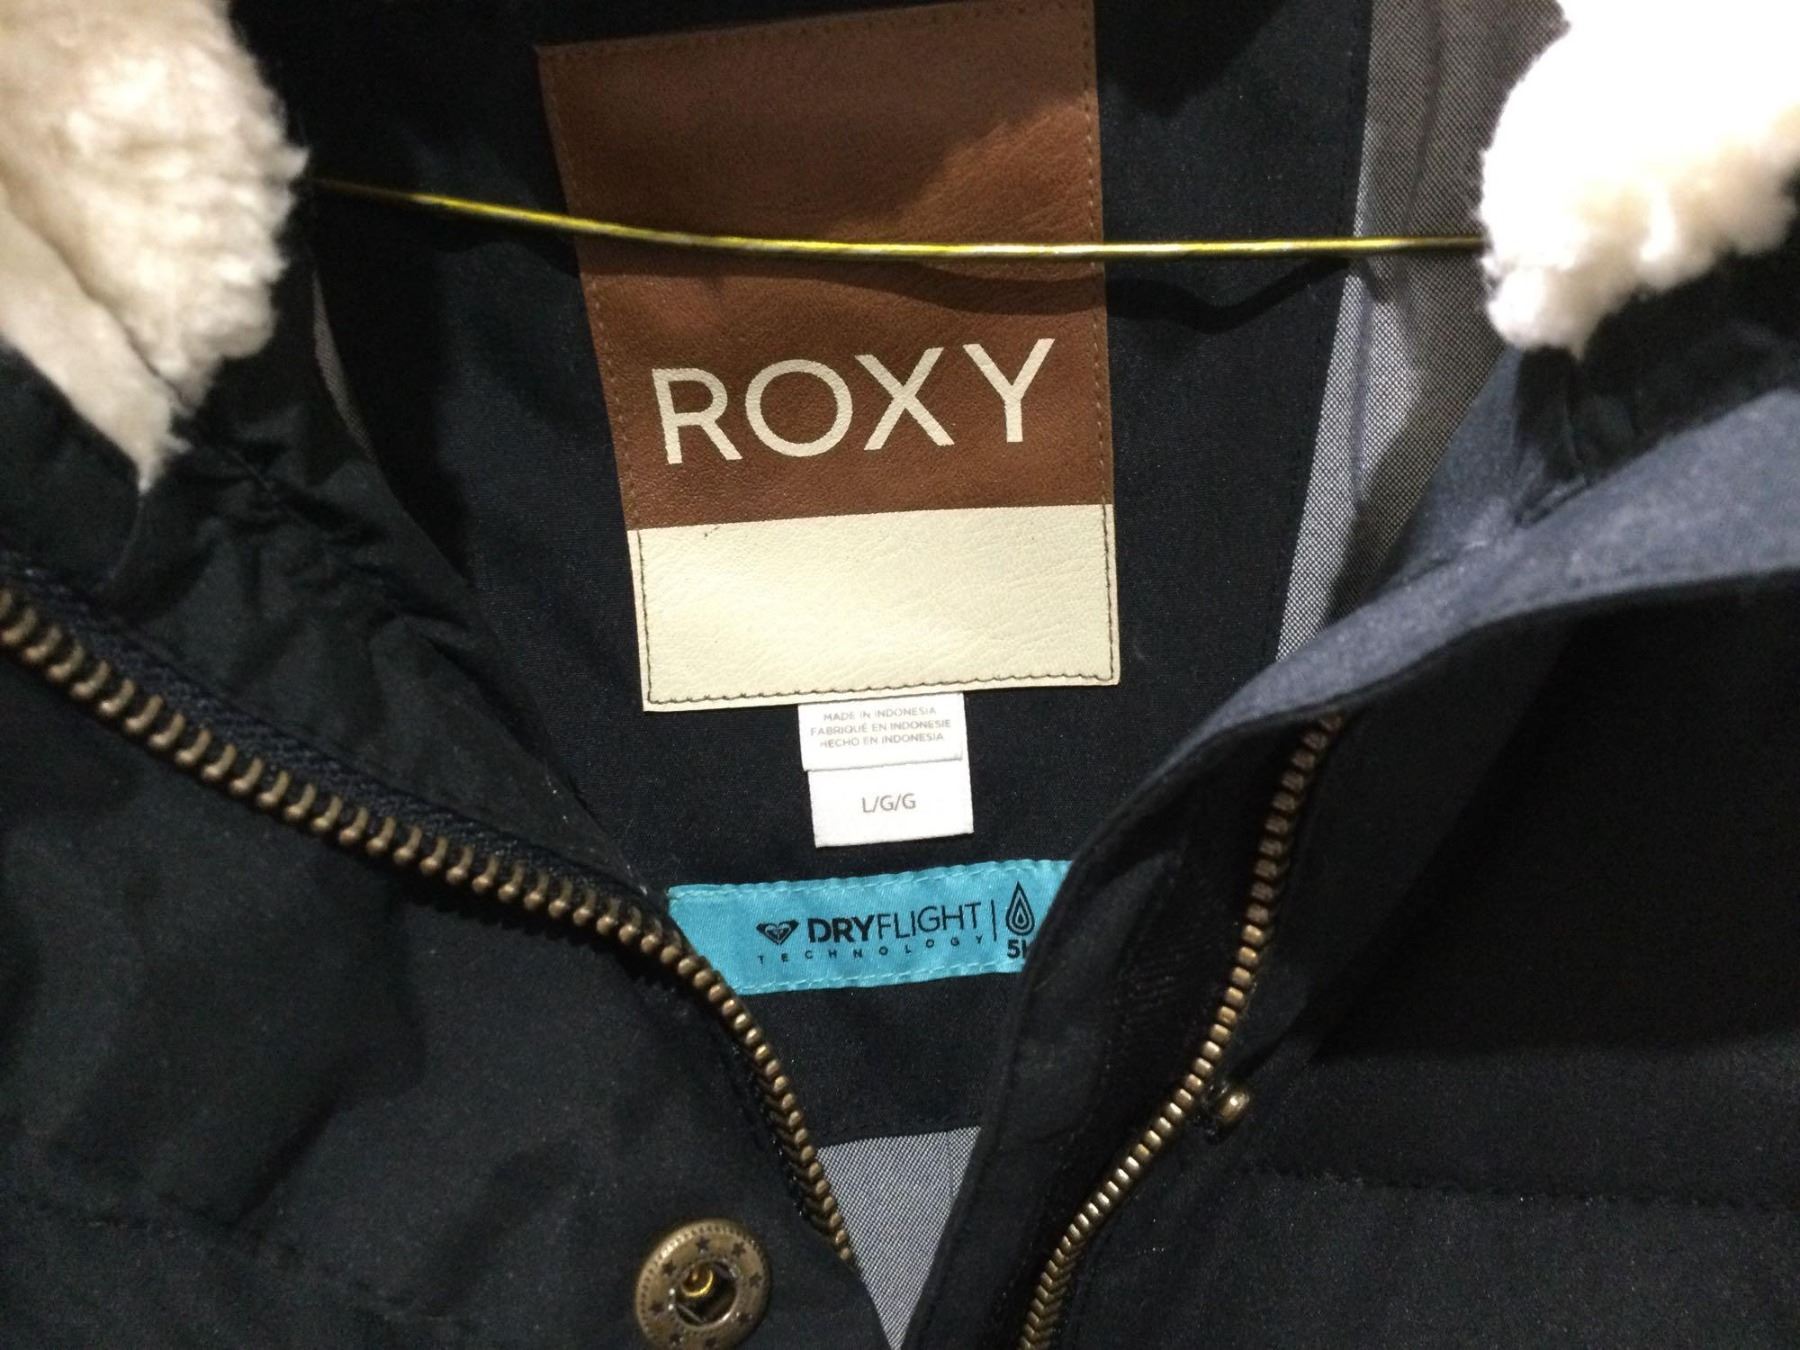 ROXY
MADE IN INDONESIA
FABRIQUÉ EN INDONESIE
HECHO EN INDONESIA
L/G/G
DRYFLIGHT
TECHNOLOGY